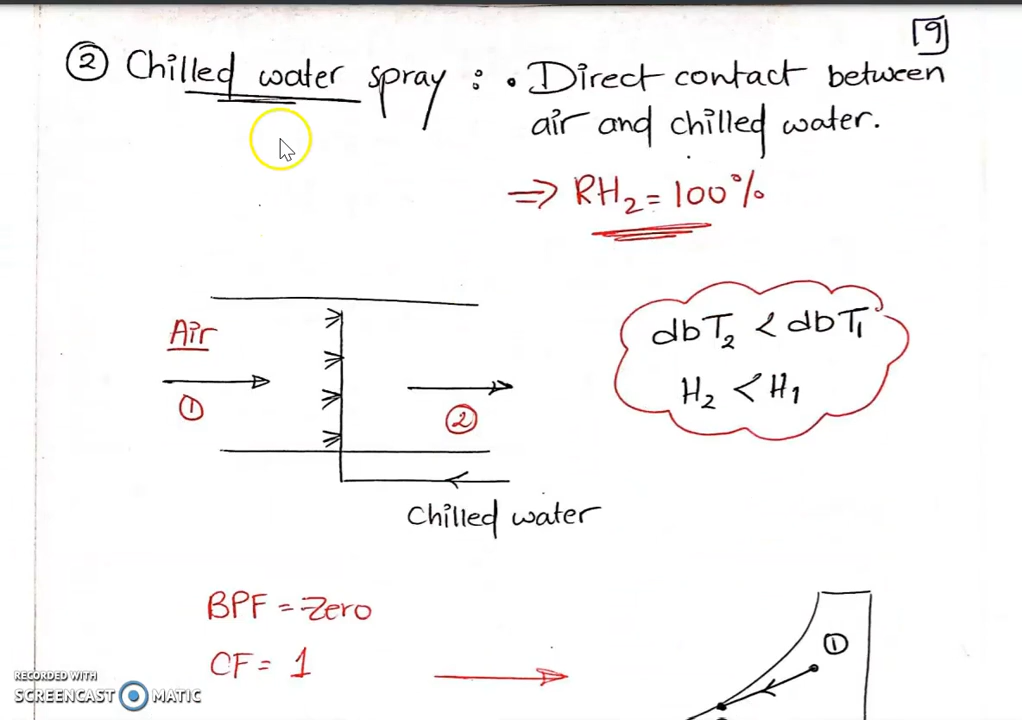 9
② Chilled water spray : • Direct contact between
air and chilled water.
⇒ RH₂ = 100%
Air
①
②
dbT₂ < dbT₁
H₂ < H₁
Chilled water
BPF = Zero
CF = 1
①
RECORDED WITH
SCREENCAST MATIC